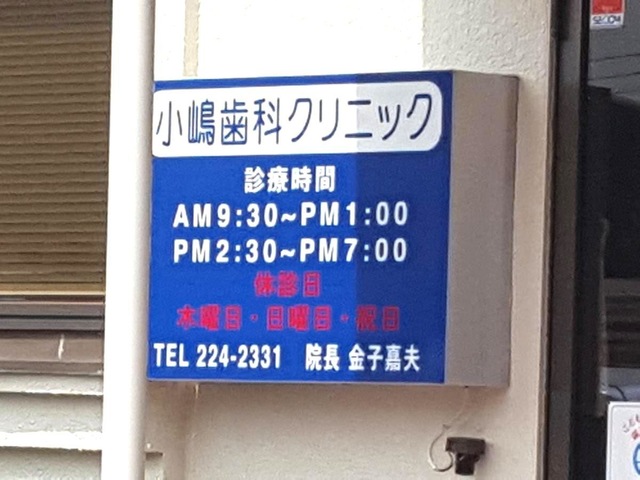 小嶋歯科クリニック
診療時間
AM9:30~PM1:00
PM2:30~PM7:00
休診日
木曜日・日曜日・祝日
TEL 224-2331 院長 金子嘉夫
SECOM